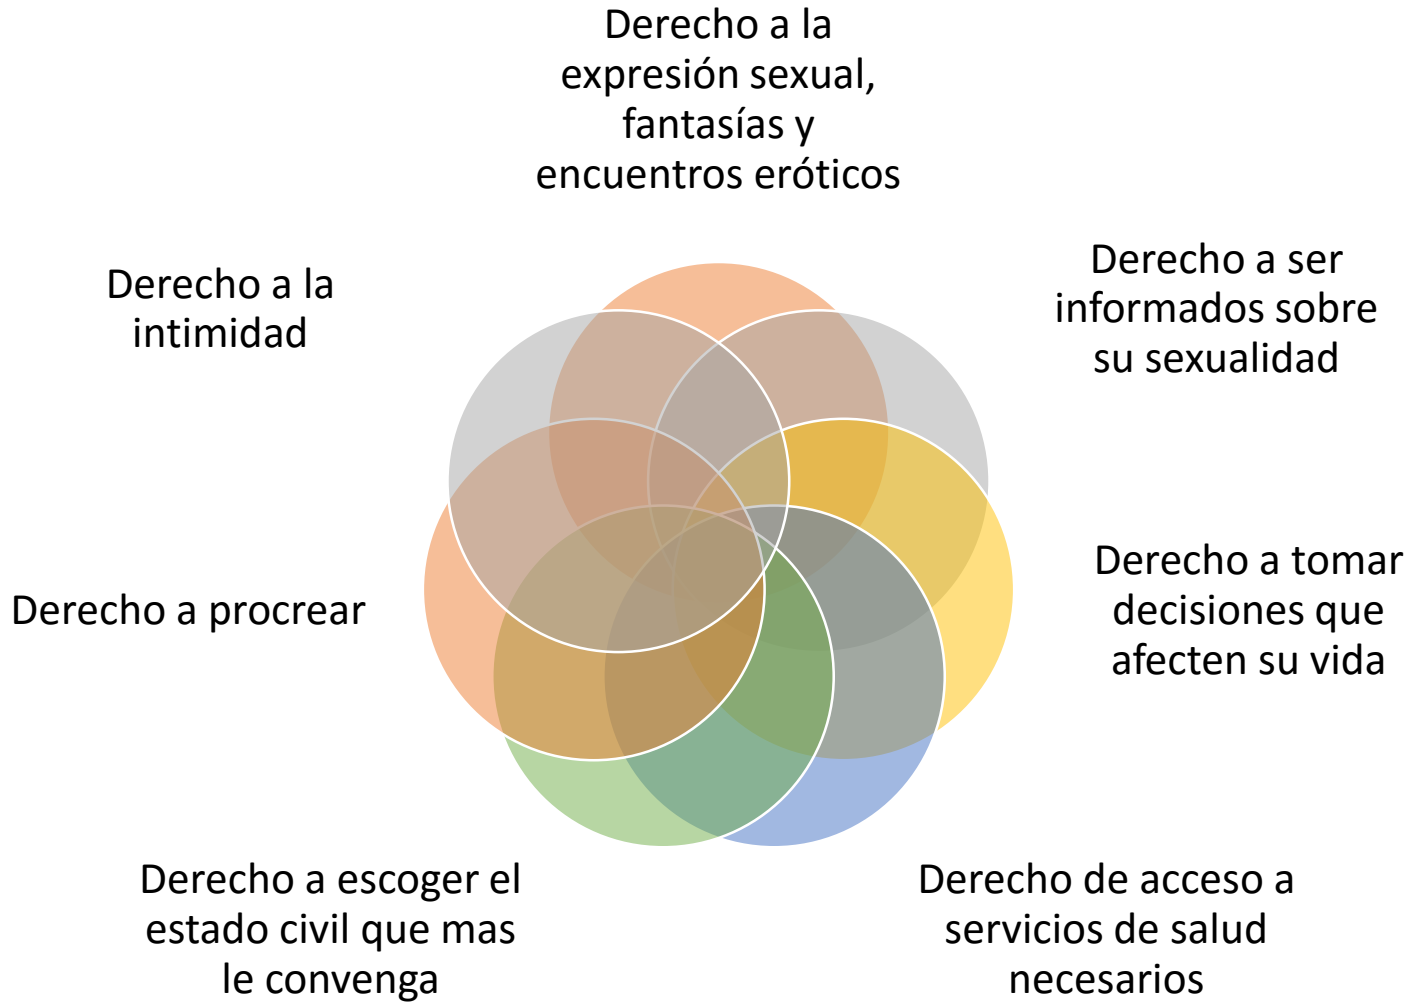 Derecho a la
expresión sexual,
fantasías y
encuentros eróticos
Derecho a ser
informados sobre
su sexualidad
Derecho a tomar
decisiones que
afecten su vida
Derecho de acceso a
servicios de salud
necesarios
Derecho a escoger el
estado civil que mas
le convenga
Derecho a procrear
Derecho a la
intimidad